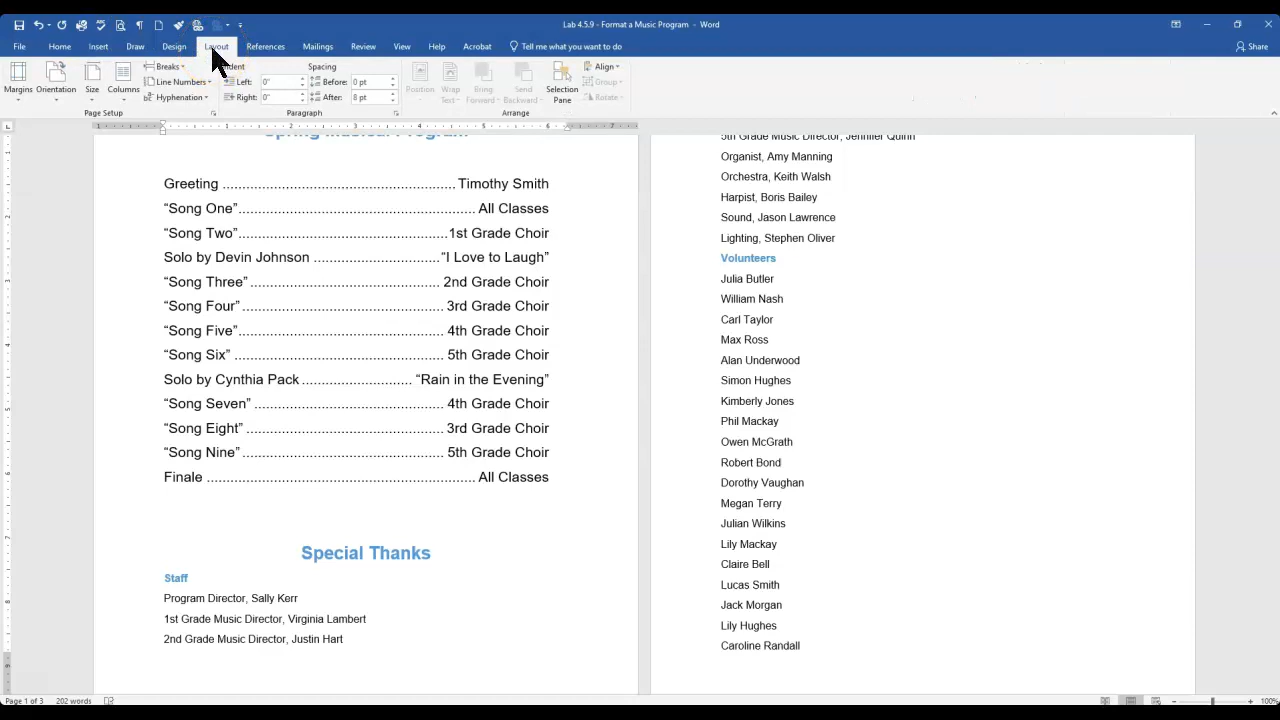 Lab 4.5.9 - Format a Music Program - Word
File Home Insert Draw Design Layout References Mailings Review View Help Acrobat Tell me what you want to do Share
Margins Orientation Size Columns
Breaks
Line Numbers
Hyphenation
Page Setup
Spacing
Left: 0" Before: 0 pt
Right: 0" After: 8 pt
Paragraph
Position Wrap Text Bring Forward Send Backward Selection Pane
Align
Group
Rotate
Arrange
Spring Musical Program
Greeting ........................................................... Timothy Smith
“Song One”............................................................ All Classes
“Song Two”.....................................................1st Grade Choir
Solo by Devin Johnson ................................“I Love to Laugh”
“Song Three” ................................................ 2nd Grade Choir
“Song Four” ................................................... 3rd Grade Choir
“Song Five”.................................................... 4th Grade Choir
“Song Six” ..................................................... 5th Grade Choir
Solo by Cynthia Pack ............................ “Rain in the Evening”
“Song Seven” ................................................ 4th Grade Choir
“Song Eight” .................................................. 3rd Grade Choir
“Song Nine”................................................... 5th Grade Choir
Finale .................................................................... All Classes
Special Thanks
Staff
Program Director, Sally Kerr
1st Grade Music Director, Virginia Lambert
2nd Grade Music Director, Justin Hart
5th Grade Music Director, Jennifer Quinn
Organist, Amy Manning
Orchestra, Keith Walsh
Harpist, Boris Bailey
Sound, Jason Lawrence
Lighting, Stephen Oliver
Volunteers
Julia Butler
William Nash
Carl Taylor
Max Ross
Alan Underwood
Simon Hughes
Kimberly Jones
Phil Mackay
Owen McGrath
Robert Bond
Dorothy Vaughan
Megan Terry
Julian Wilkins
Lily Mackay
Claire Bell
Lucas Smith
Jack Morgan
Lily Hughes
Caroline Randall
Page 1 of 3 202 words 100%